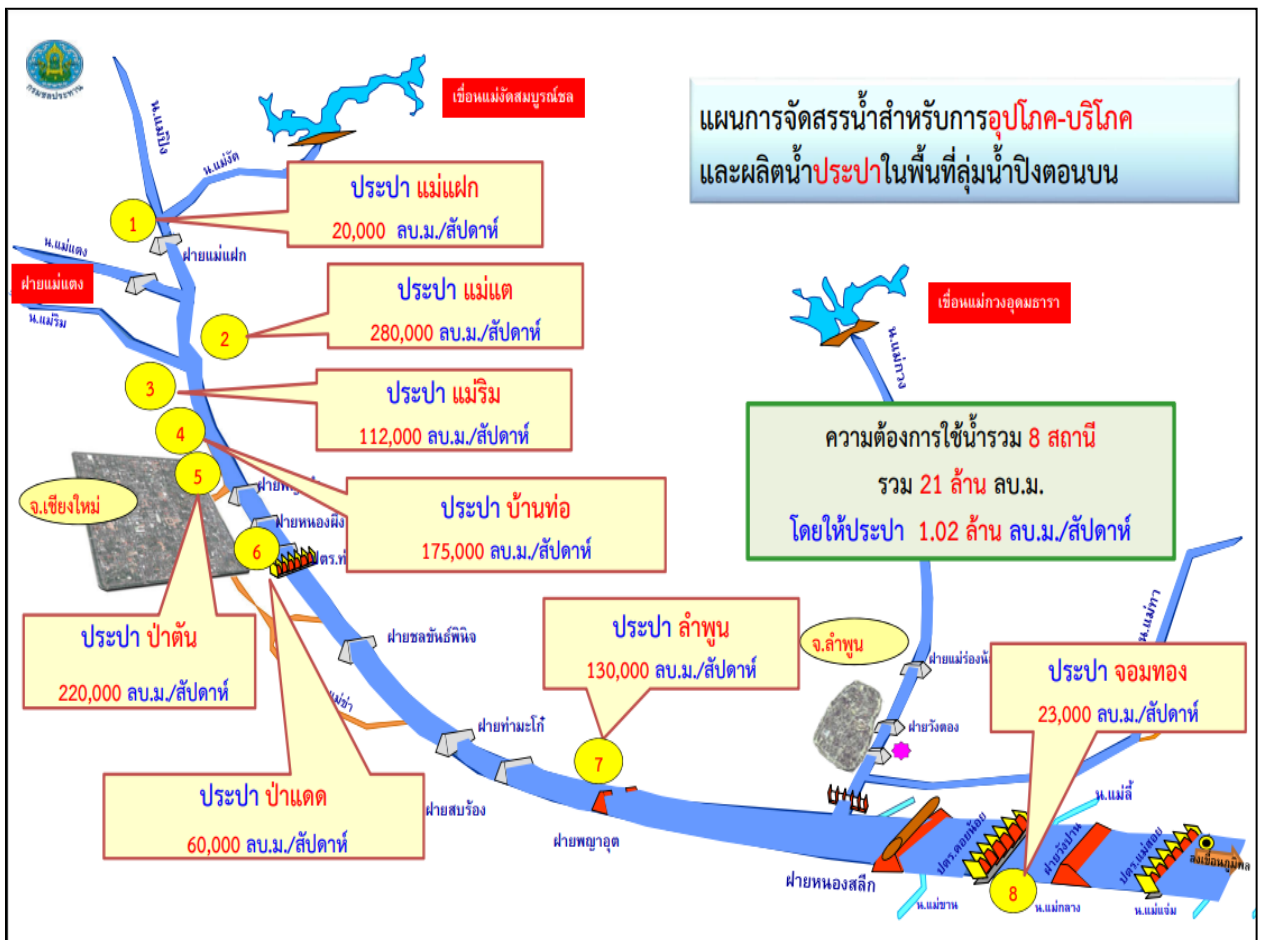 กรมชลประทาน
น.แม่ปิง
เขื่อนแม่งัดสมบูรณ์ชล
น.แม่งัด
แผนการจัดสรรน้ำสำหรับการอุปโภค-บริโภค
และผลิตน้ำประปาในพื้นที่ลุ่มน้ำปิงตอนบน
ประปา แม่แฝก
20,000 ลบ.ม./สัปดาห์
1
ฝายแม่แฝก
น.แม่แตง
ฝายแม่แตง
น.แม่ริม
ประปา แม่แต
280,000 ลบ.ม./สัปดาห์
2
เขื่อนแม่กวงอุดมธารา
น.แม่กวง
3
ประปา แม่ริม
112,000 ลบ.ม./สัปดาห์
4
5
จ.เชียงใหม่
ความต้องการใช้น้ำรวม 8 สถานี
รวม 21 ล้าน ลบ.ม.
โดยให้ประปา 1.02 ล้าน ลบ.ม./สัปดาห์
ประปา บ้านท่อ
175,000 ลบ.ม./สัปดาห์
ฝายหนองผึ้ง
6
ประปา ป่าตัน
220,000 ลบ.ม./สัปดาห์
ฝายชลขันธ์พินิจ
ประปา ลำพูน
130,000 ลบ.ม./สัปดาห์
จ.ลำพูน
น.แม่ทา
ประปา จอมทอง
23,000 ลบ.ม./สัปดาห์
ฝายวังตอง
ฝายท่ามะโก๋
7
ประปา ป่าแดด
60,000 ลบ.ม./สัปดาห์
ฝายสบร้อง
ฝายพญาอุต
น.แม่ลี้
ฝายหนองสลีก
ปตร.ดอยน้อย
ฝายวังปาน
ปตร.แม่สอย
ลงเขื่อนภูมิพล
8
น.แม่ขาน
น.แม่กลาง
น.แม่แจ่ม